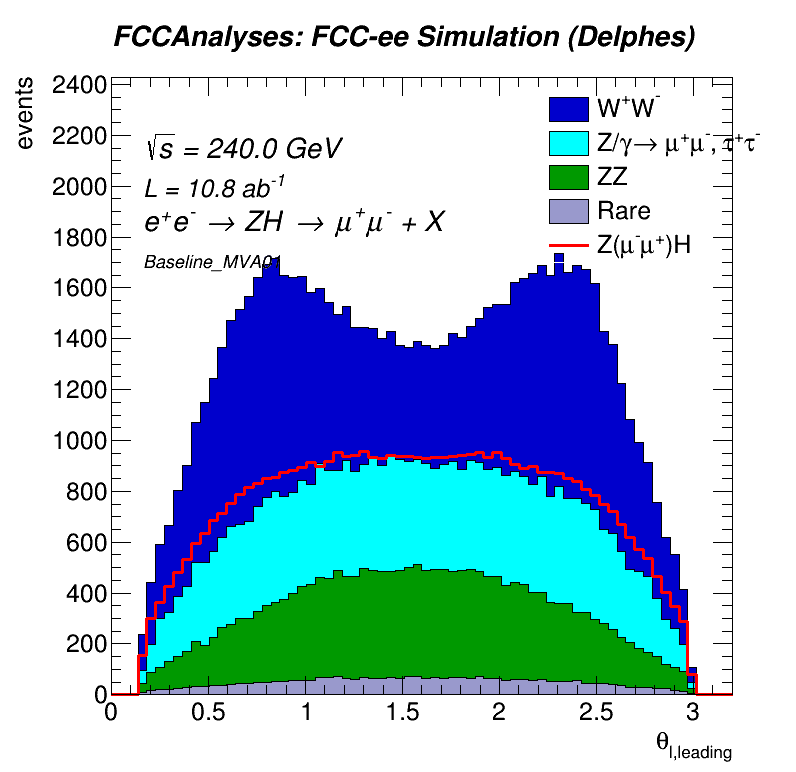 FCCAnalyses: FCC-ee Simulation (Delphes)
events
2400
2200
2000
1800
1600
1400
1200
1000
800
600
400
200
0
√s = 240.0 GeV
L = 10.8 ab⁻¹
e⁺e⁻ → ZH → μ⁺μ⁻ + X
W⁺W⁻
Z/γ→ μ⁺μ⁻, τ⁺τ⁻
ZZ
Rare
Z(μ⁻μ⁺)H
0 0.5 1 1.5 2 2.5 3
θl,leading